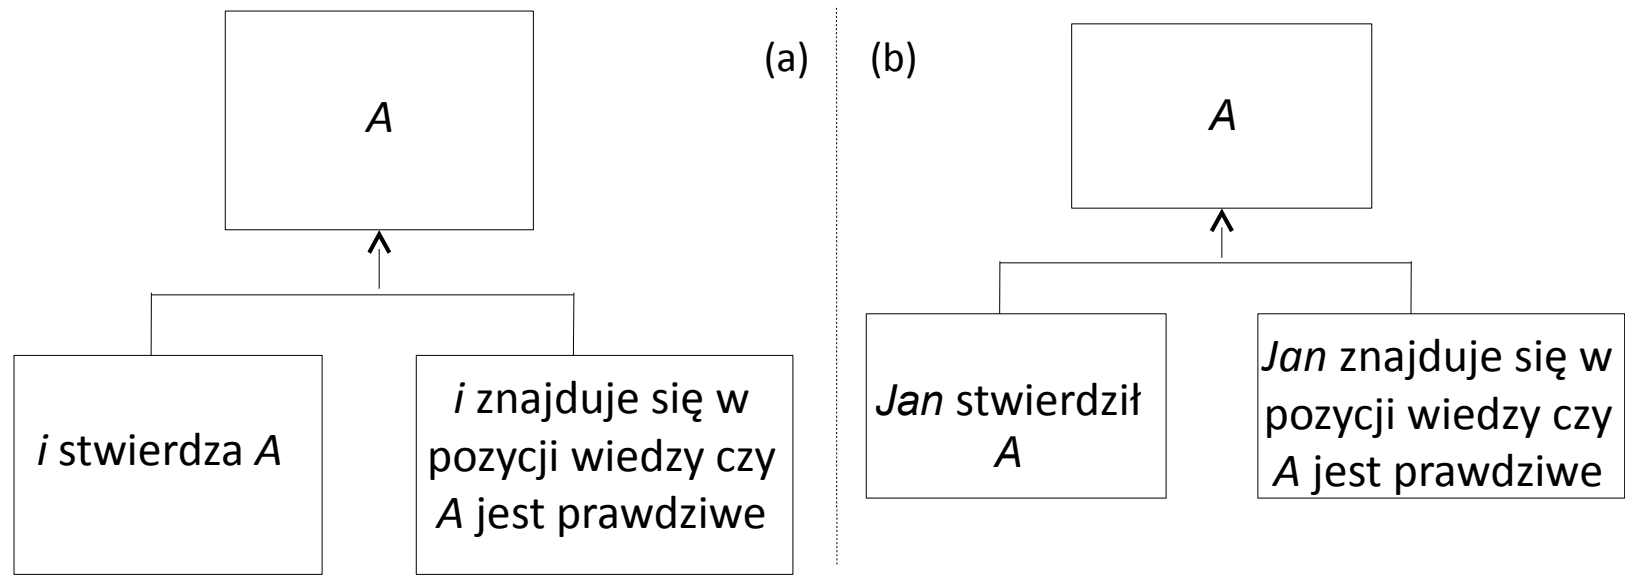 A
(a)
i stwierdza A
i znajduje się w
pozycji wiedzy czy
A jest prawdziwe
(b)
A
Jan stwierdził
A
Jan znajduje się w
pozycji wiedzy czy
A jest prawdziwe